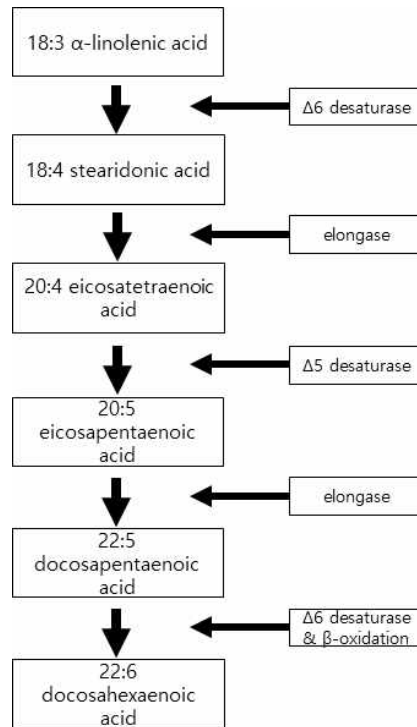 18:3 α-linolenic acid
Δ6 desaturase
18:4 stearidonic acid
elongase
20:4 eicosatetraenoic
acid
Δ5 desaturase
20:5
eicosapentaenoic
acid
elongase
22:5
docosapentaenoic
acid
Δ6 desaturase
& β-oxidation
22:6
docosahexaenoic
acid